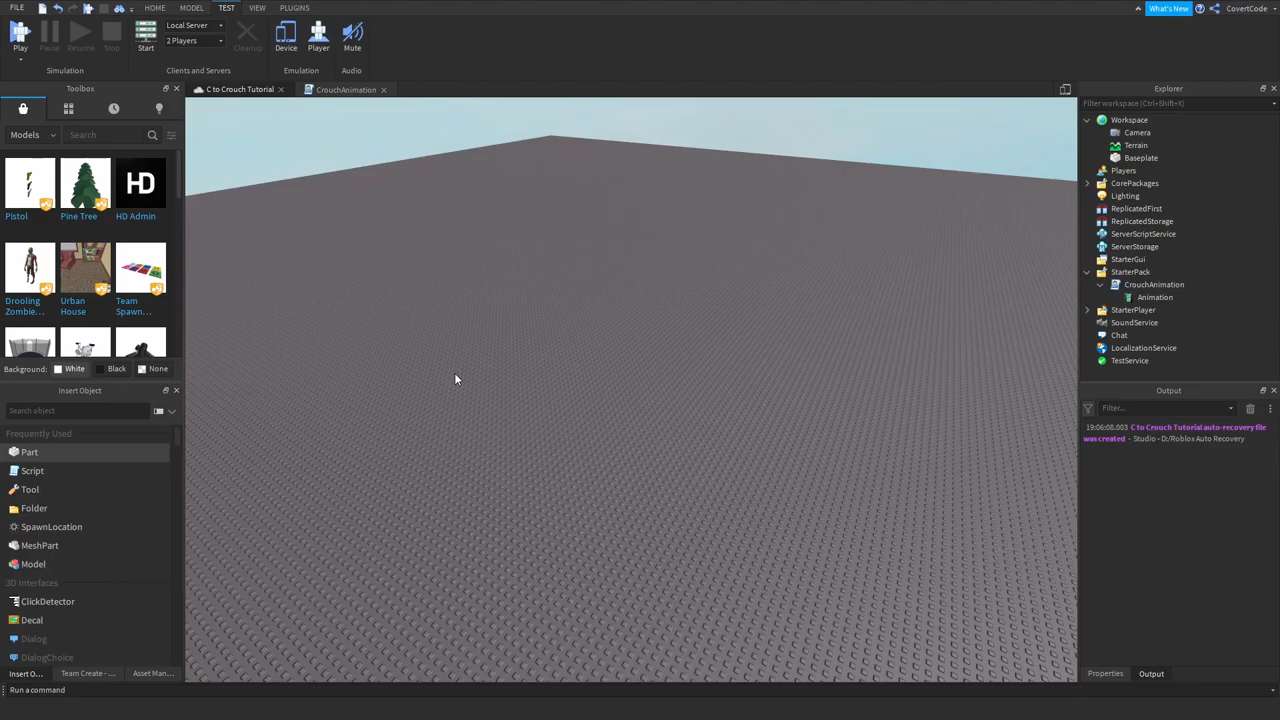 FILE
HOME
MODEL
TEST
VIEW
PLUGINS
What's New
CovertCode
Play
Pause
Resume
Stop
Simulation
Start
Local Server
2 Players
Cleanup
Clients and Servers
Device
Player
Emulation
Mute
Audio
Toolbox
C to Crouch Tutorial
CrouchAnimation
Explorer
Filter workspace (Ctrl+Shift+X)
Models
Search
Pistol
Pine Tree
HD
HD Admin
Drooling
Zombie...
Urban
House
Team
Spawn...
Background:
White
Black
None
Insert Object
Search object
Frequently Used
Part
Script
Tool
Folder
SpawnLocation
MeshPart
Model
3D Interfaces
ClickDetector
Decal
Dialog
DialogChoice
Insert O...
Team Create - ...
Asset Man...
Run a command
Workspace
Camera
Terrain
Baseplate
Players
CorePackages
Lighting
ReplicatedFirst
ReplicatedStorage
ServerScriptService
ServerStorage
StarterGui
StarterPack
CrouchAnimation
Animation
StarterPlayer
SoundService
Chat
LocalizationService
TestService
Output
Filter...
19:06:08.003 C to Crouch Tutorial auto-recovery file
was created - Studio - D:/Roblox Auto Recovery
Properties
Output